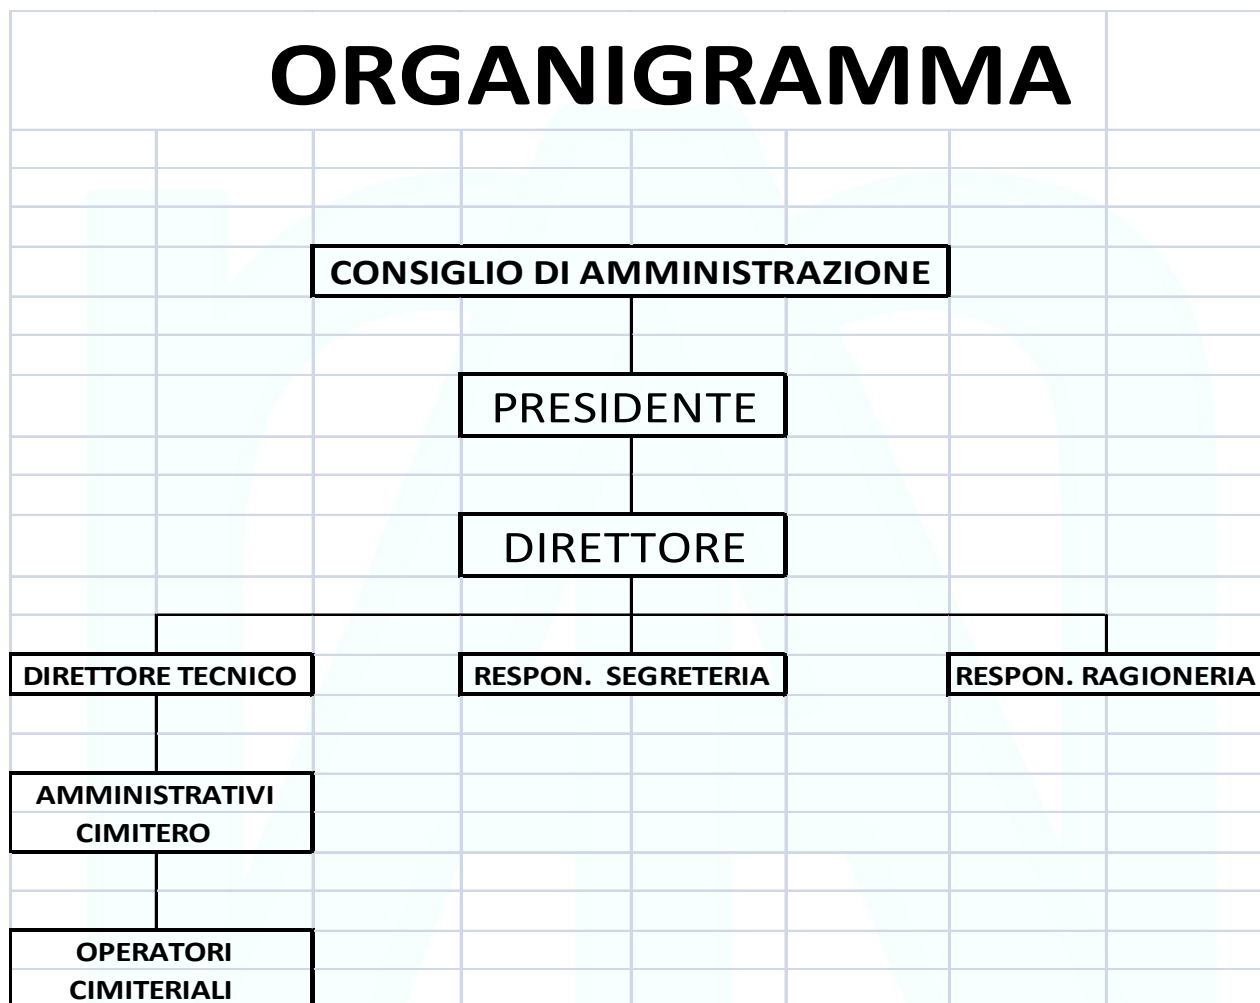 ORGANIGRAMMA
CONSIGLIO DI AMMINISTRAZIONE
PRESIDENTE
DIRETTORE
DIRETTORE TECNICO
RESPON. SEGRETERIA
RESPON. RAGIONERIA
AMMINISTRATIVI
CIMITERO
OPERATORI
CIMITERIALI